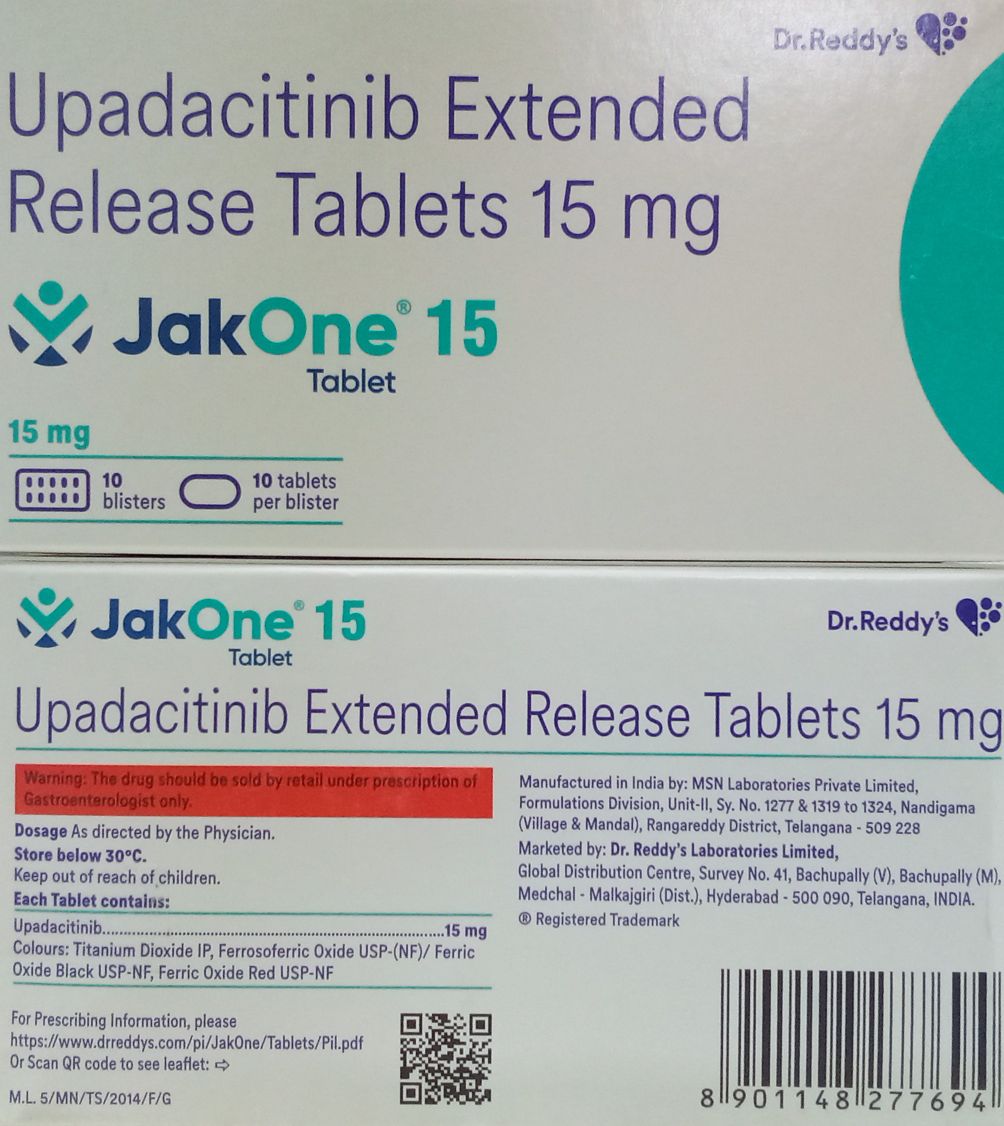 Dr.Reddy's
Upadacitinib Extended
Release Tablets 15 mg
JakOne® 15
Tablet
15 mg
10
blisters
10 tablets
per blister
JakOne® 15
Tablet
Dr.Reddy's
Upadacitinib Extended Release Tablets 15 mg
Warning: The drug should be sold by retail under prescription of
Gastroenterologist only.
Dosage As directed by the Physician.
Store below 30°C.
Keep out of reach of children.
Each Tablet contains:
Upadacitinib....................................................................................15 mg
Colours: Titanium Dioxide IP, Ferrosoferric Oxide USP-(NF)/ Ferric
Oxide Black USP-NF, Ferric Oxide Red USP-NF
For Prescribing Information, please
https://www.drreddys.com/pi/JakOne/Tablets/Pil.pdf
Or Scan QR code to see leaflet: ⇨
M.L. 5/MN/TS/2014/F/G
Manufactured in India by: MSN Laboratories Private Limited,
Formulations Division, Unit-II, Sy. No. 1277 & 1319 to 1324, Nandigama
(Village & Mandal), Rangareddy District, Telangana - 509 228
Marketed by: Dr. Reddy's Laboratories Limited,
Global Distribution Centre, Survey No. 41, Bachupally (V), Bachupally (M),
Medchal - Malkajgiri (Dist.), Hyderabad - 500 090, Telangana, INDIA.
® Registered Trademark
8 901148 277694